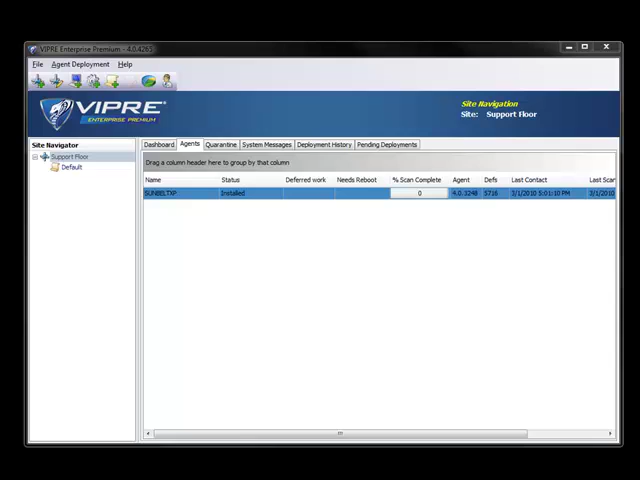 VIPRE Enterprise Premium - 4.0.4265
File Agent Deployment Help
VIPRE®
ENTERPRISE PREMIUM
Site Navigation
Site: Support Floor
Site Navigator
Support Floor
Default
Dashboard Agents Quarantine System Messages Deployment History Pending Deployments
Drag a column header here to group by that column
Name Status Deferred work Needs Reboot % Scan Complete Agent Defs Last Contact Last Scan
SUNBELTXP Installed 0 4.0.3248 5716 3/1/2010 5:01:10 PM 3/1/2010